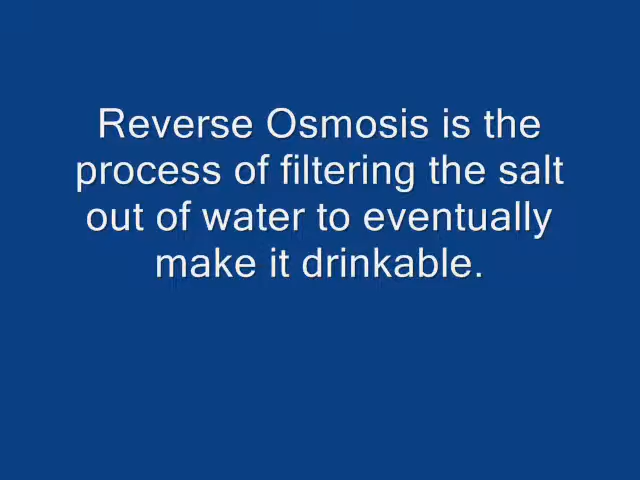 Reverse Osmosis is the
process of filtering the salt
out of water to eventually
make it drinkable.